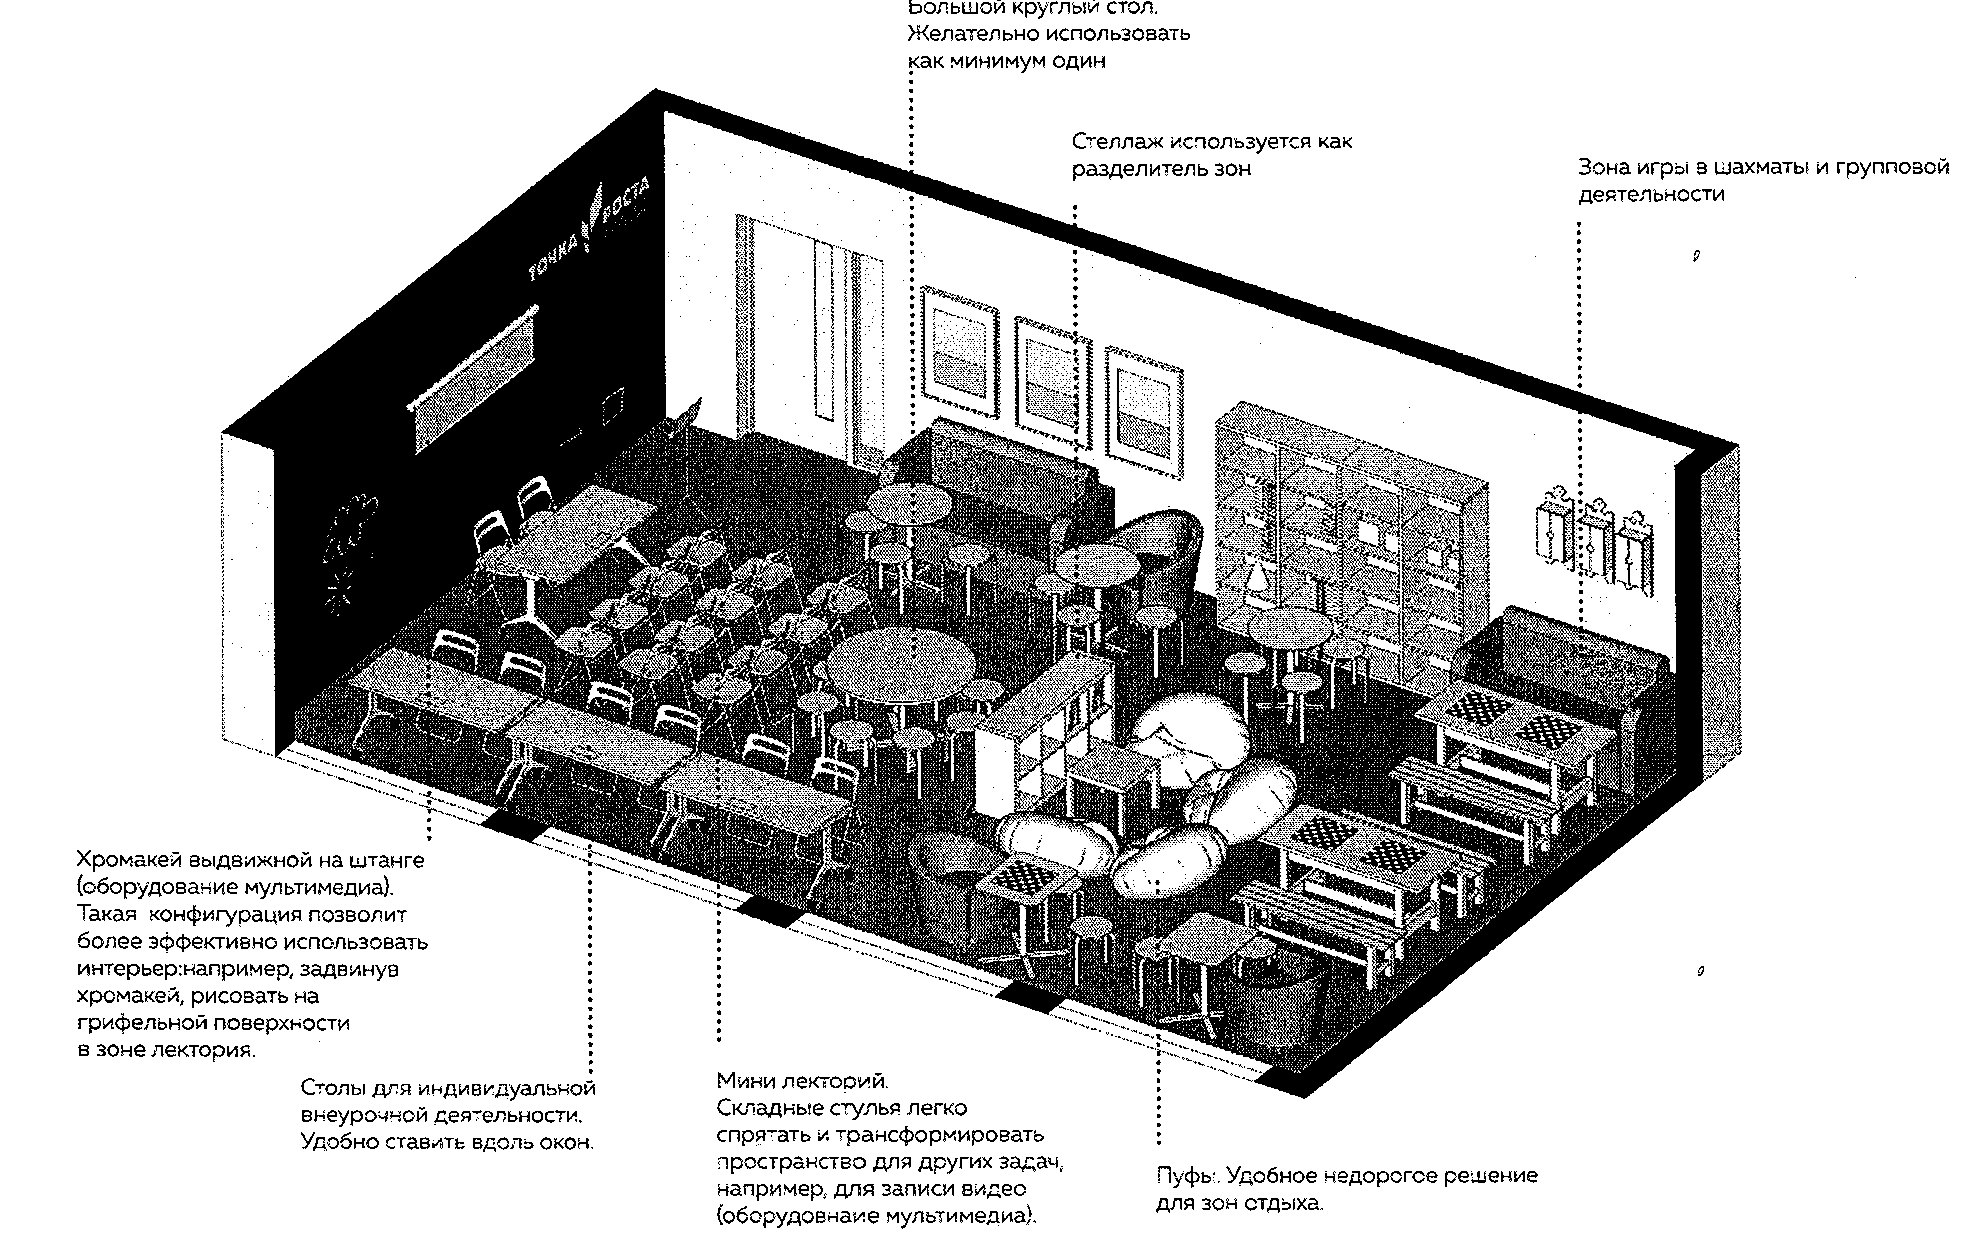 Большой круглый стол.
Желательно использовать
как минимум один
Стеллаж используется как
разделитель зон
Зона игры в шахматы и групповой
деятельности
ТОЧКА РОСТА
Хромакей выдвижной на штанге
(оборудование мультимедиа).
Такая конфигурация позволит
более эффективно использовать
интерьер:например, задвинув
хромакей, рисовать на
грифельной поверхности
в зоне лектория.
Столы для индивидуальной
внеурочной деятельности.
Удобно ставить вдоль окон.
Мини лекторий.
Складные стулья легко
спрятать и трансформировать
пространство для других задач,
например, для записи видео
(оборудовнаие мультимедиа).
Пуфы. Удобное недорогое решение
для зон отдыха.